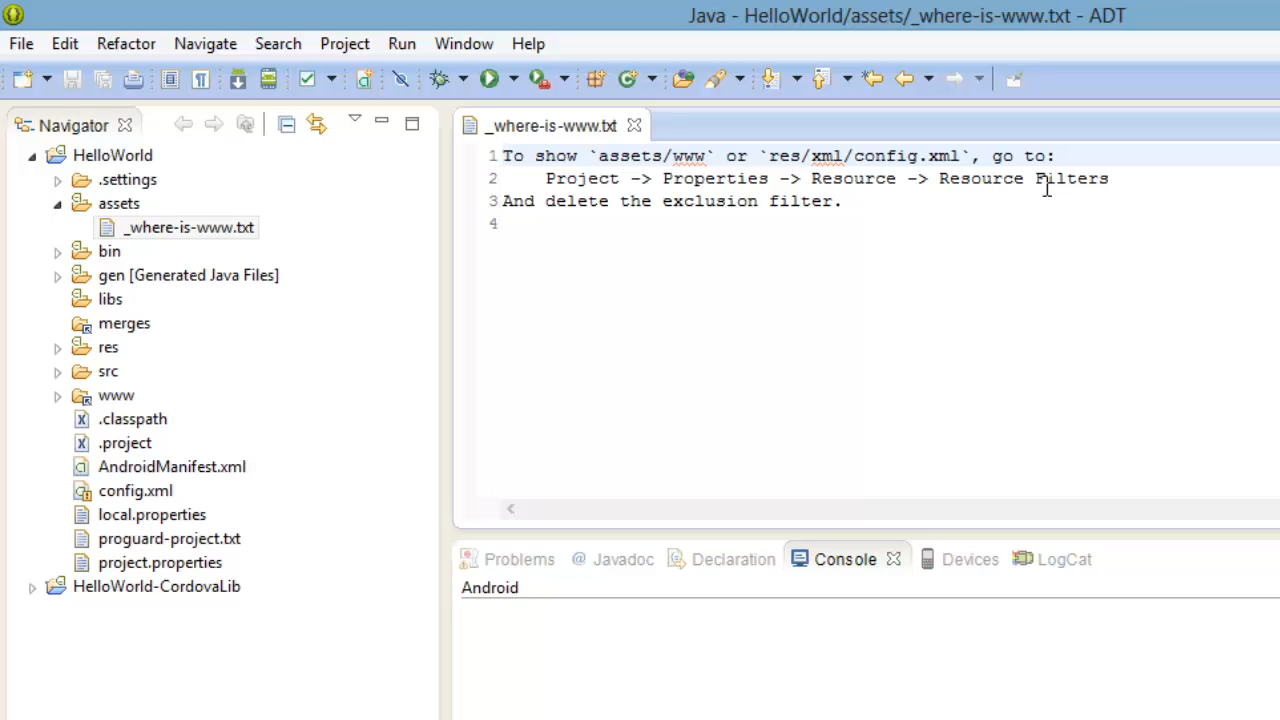 Java - HelloWorld/assets/_where-is-www.txt - ADT
File Edit Refactor Navigate Search Project Run Window Help
Navigator
_where-is-www.txt
HelloWorld
.settings
assets
_where-is-www.txt
bin
gen [Generated Java Files]
libs
merges
res
src
www
.classpath
.project
AndroidManifest.xml
config.xml
local.properties
proguard-project.txt
project.properties
HelloWorld-CordovaLib
1 To show `assets/www` or `res/xml/config.xml`, go to:
2 Project -> Properties -> Resource -> Resource Filters
3 And delete the exclusion filter.
4
Problems @ Javadoc Declaration Console Devices LogCat
Android